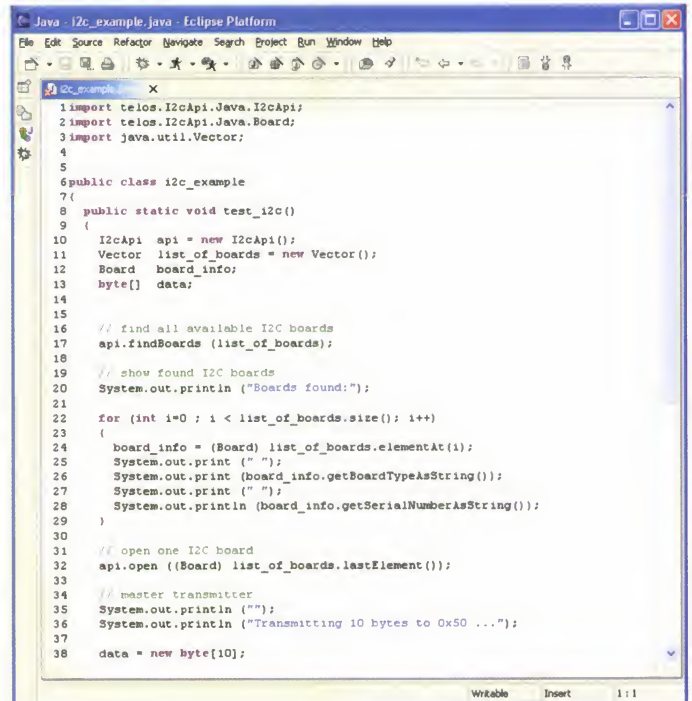 Java - i2c_example.java - Eclipse Platform
File Edit Source Refactor Navigate Search Project Run Window Help
i2c_example.java X
1 import telos.I2cApi.Java.I2cApi;
2 import telos.I2cApi.Java.Board;
3 import java.util.Vector;
4
5
6 public class i2c_example
7 {
8 public static void test_i2c()
9 {
10 I2cApi api = new I2cApi();
11 Vector list_of_boards = new Vector();
12 Board board_info;
13 byte[] data;
14
15
16 // find all available I2C boards
17 api.findBoards (list_of_boards);
18
19 // show found I2C boards
20 System.out.println ("Boards found:");
21
22 for (int i=0 ; i < list_of_boards.size(); i++)
23 {
24 board_info = (Board) list_of_boards.elementAt(i);
25 System.out.print (" ");
26 System.out.print (board_info.getBoardTypeAsString());
27 System.out.print (" ");
28 System.out.println (board_info.getSerialNumberAsString());
29 }
30
31 // open one I2C board
32 api.open ((Board) list_of_boards.lastElement());
33
34 // master transmitter
35 System.out.println ("");
36 System.out.println ("Transmitting 10 bytes to 0x50 ...");
37
38 data = new byte[10];
Writable Insert 1 : 1